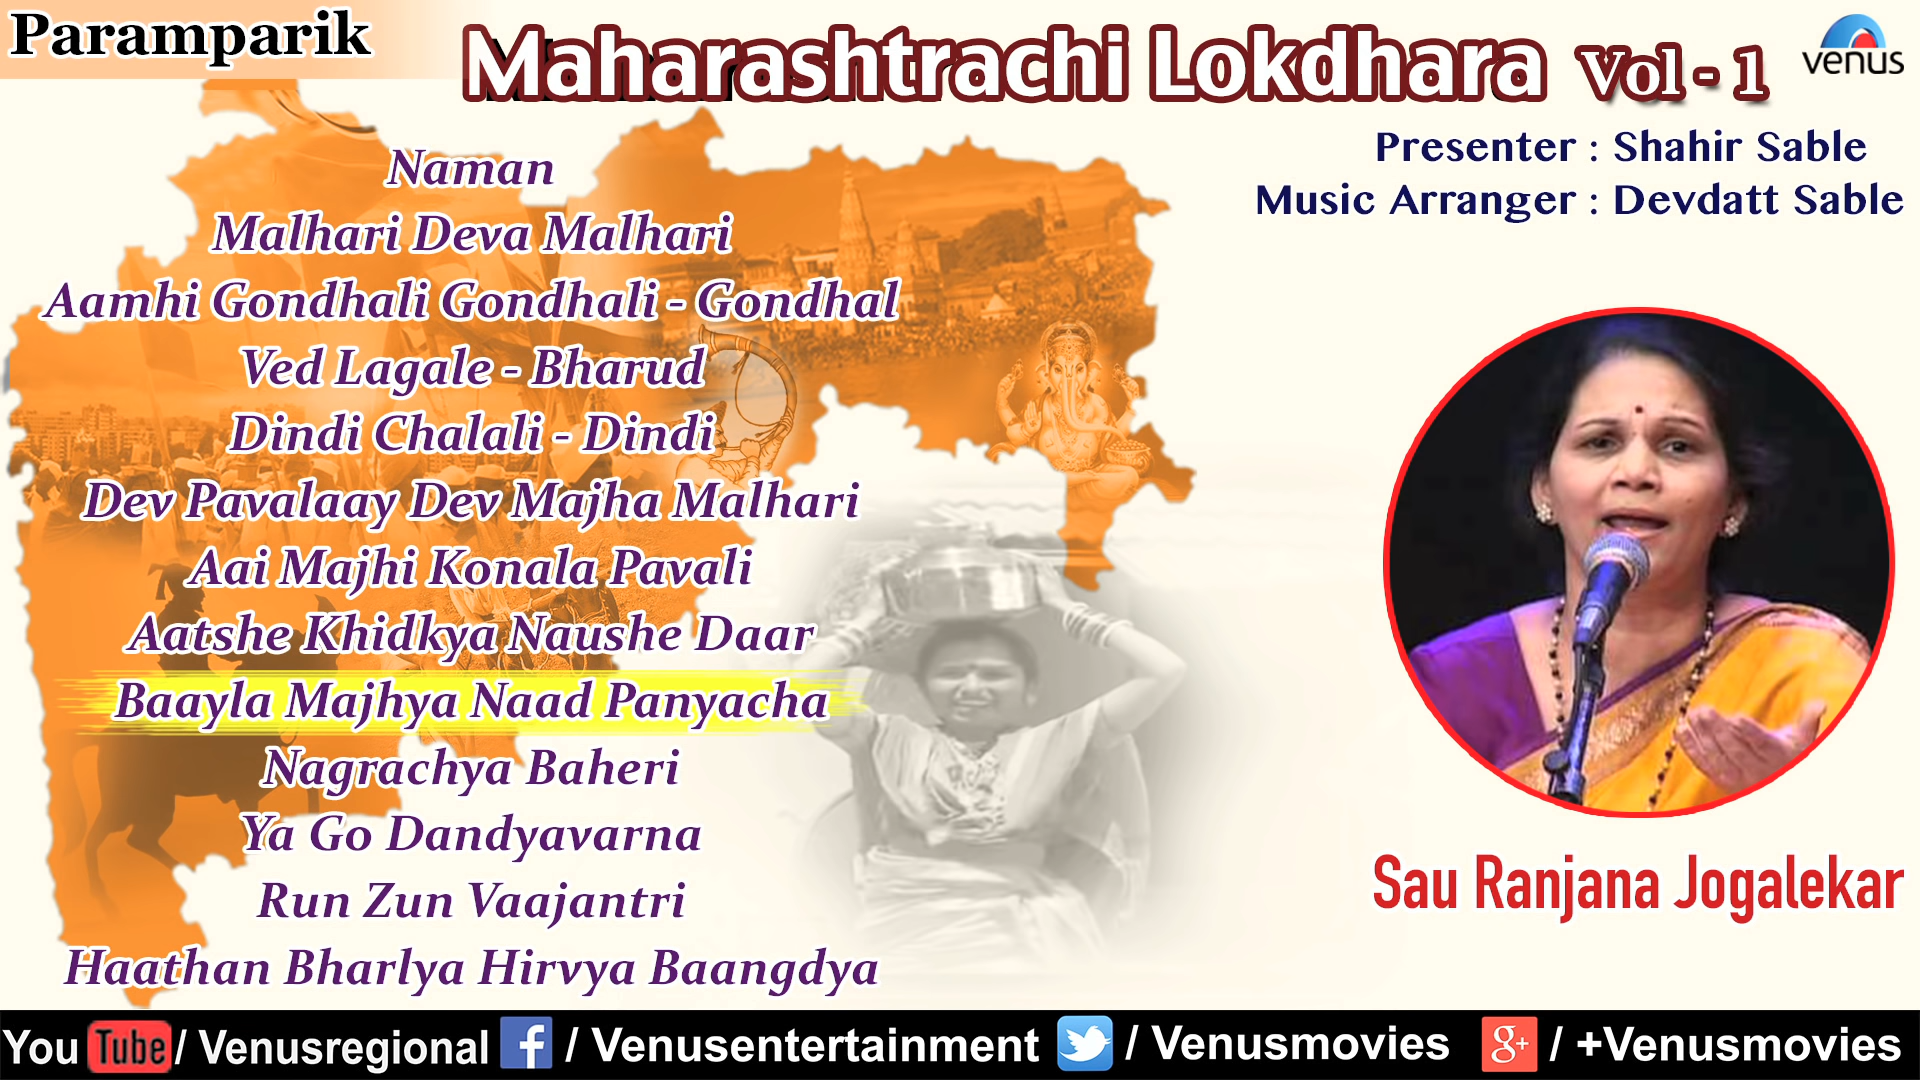 Paramparik
Maharashtrachi Lokdhara Vol - 1
venus
Presenter : Shahir Sable
Music Arranger : Devdatt Sable
Naman
Malhari Deva Malhari
Aamhi Gondhali Gondhali - Gondhal
Ved Lagale - Bharud
Dindi Chalali - Dindi
Dev Pavalaay Dev Majha Malhari
Aai Majhi Konala Pavali
Aatshe Khidkya Naushe Daar
Baayla Majhya Naad Panyacha
Nagrachya Baheri
Ya Go Dandyavarna
Run Zun Vaajantri
Haathan Bharlya Hirvya Baangdya
Sau Ranjana Jogalekar
You Tube / Venusregional f / Venusentertainment / Venusmovies g+ / +Venusmovies